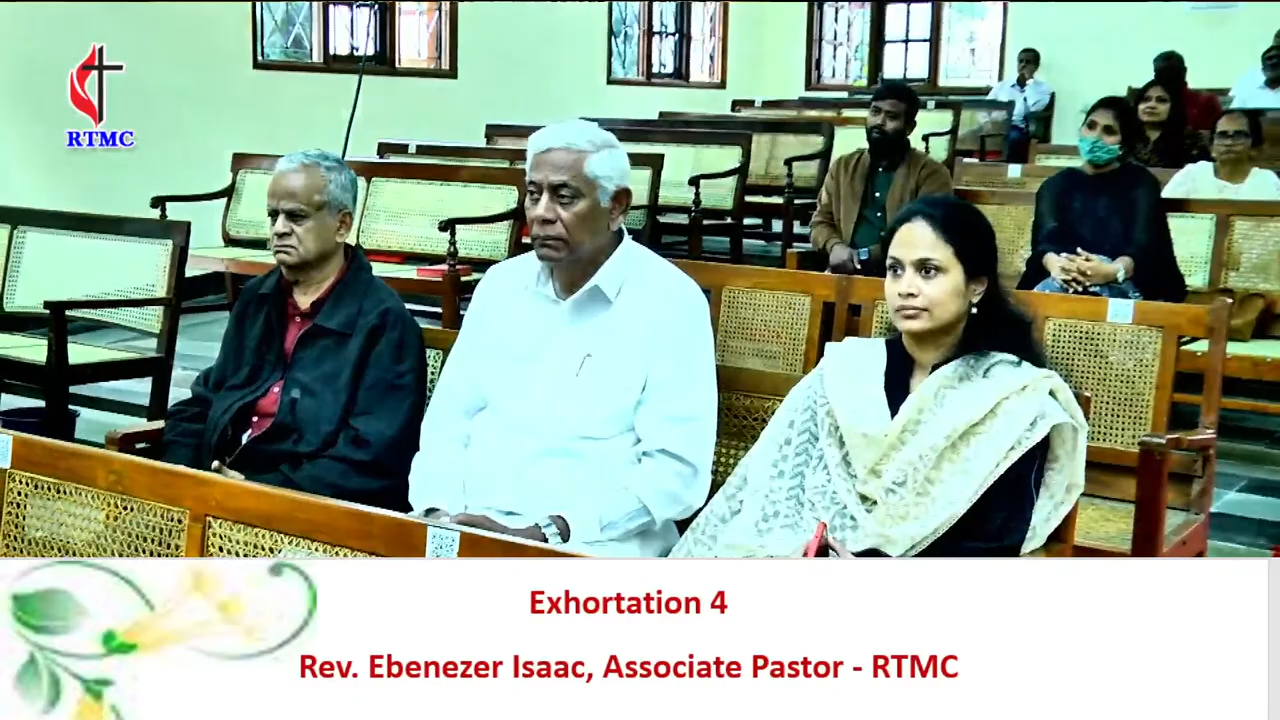 RTMC
Exhortation 4
Rev. Ebenezer Isaac, Associate Pastor - RTMC